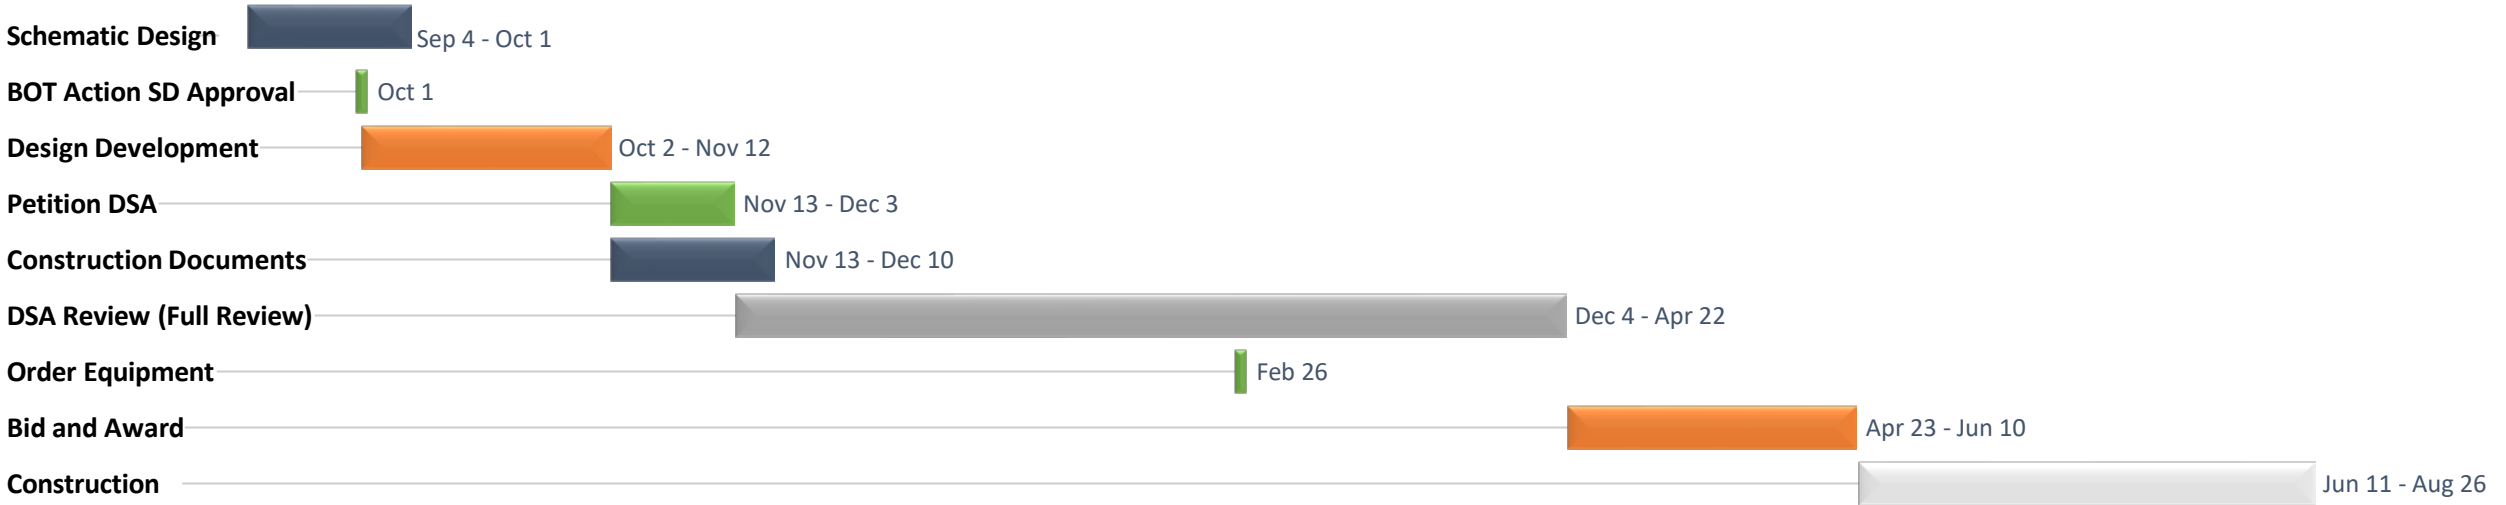 Schematic Design Sep 4 - Oct 1
BOT Action SD Approval Oct 1
Design Development Oct 2 - Nov 12
Petition DSA Nov 13 - Dec 3
Construction Documents Nov 13 - Dec 10
DSA Review (Full Review) Dec 4 - Apr 22
Order Equipment Feb 26
Bid and Award Apr 23 - Jun 10
Construction Jun 11 - Aug 26